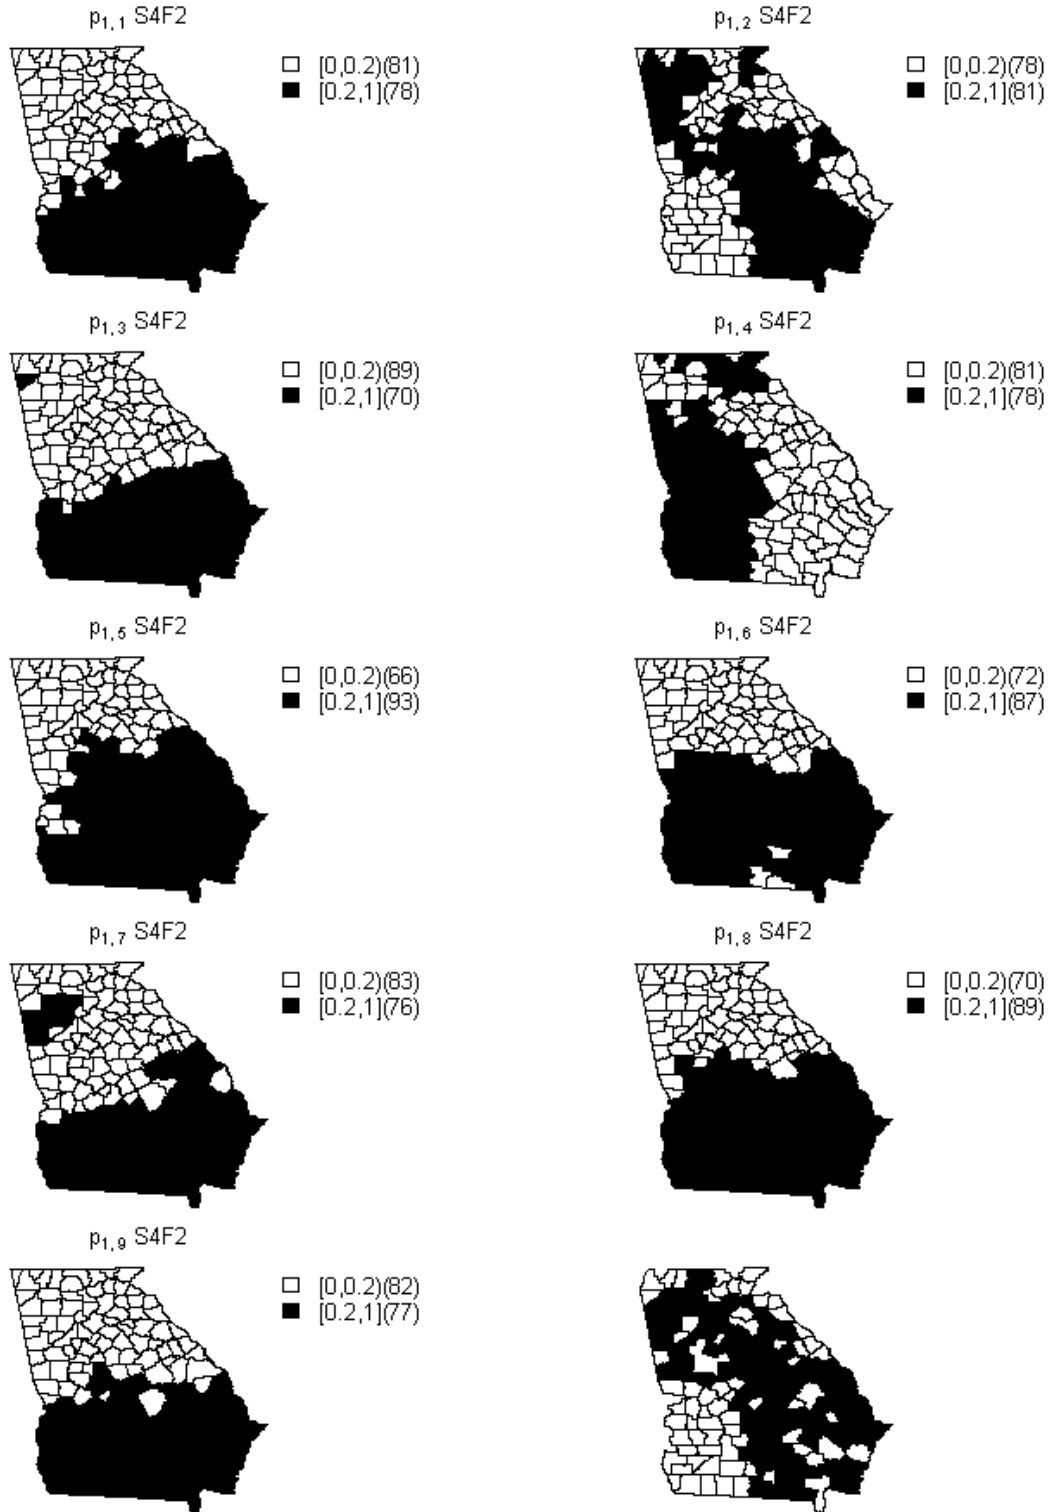 p1,1 S4F2
[0,0.2)(81)
[0.2,1](78)
p1,2 S4F2
[0,0.2)(78)
[0.2,1](81)
p1,3 S4F2
[0,0.2)(89)
[0.2,1](70)
p1,4 S4F2
[0,0.2)(81)
[0.2,1](78)
p1,5 S4F2
[0,0.2)(66)
[0.2,1](93)
p1,6 S4F2
[0,0.2)(72)
[0.2,1](87)
p1,7 S4F2
[0,0.2)(83)
[0.2,1](76)
p1,8 S4F2
[0,0.2)(70)
[0.2,1](89)
p1,9 S4F2
[0,0.2)(82)
[0.2,1](77)